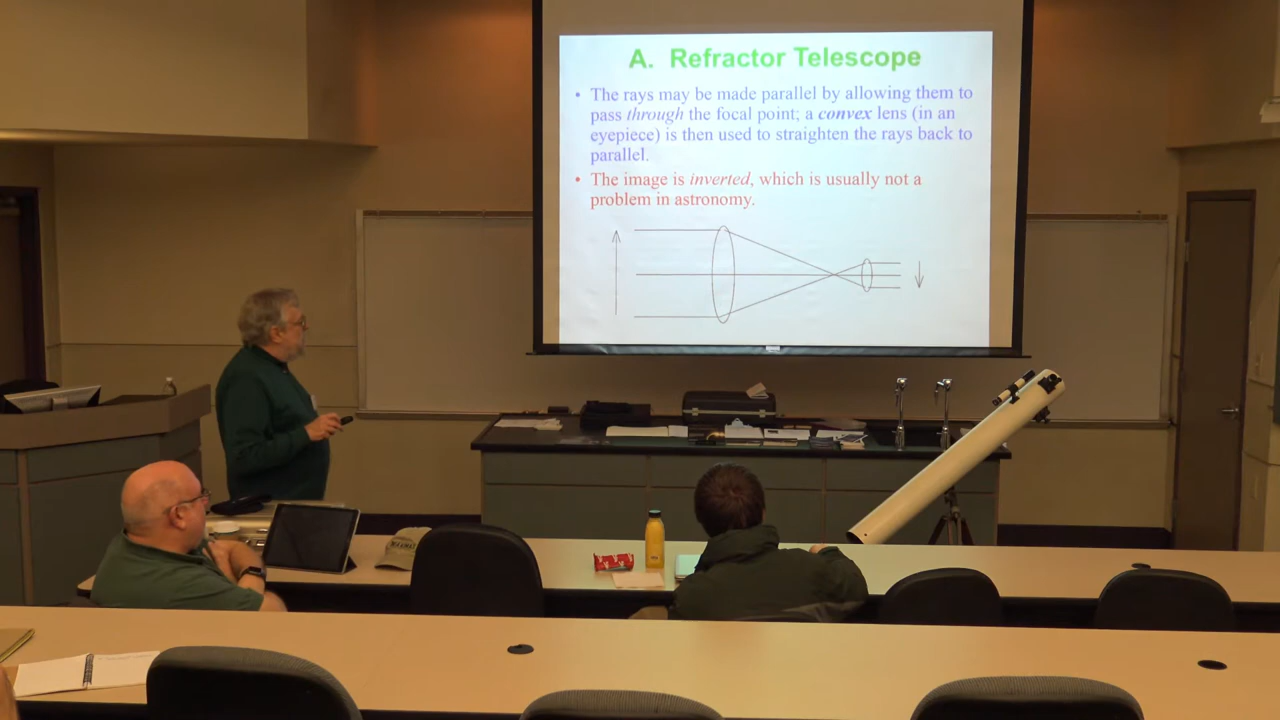 A. Refractor Telescope
• The rays may be made parallel by allowing them to
pass through the focal point; a convex lens (in an
eyepiece) is then used to straighten the rays back to
parallel.
• The image is inverted, which is usually not a
problem in astronomy.